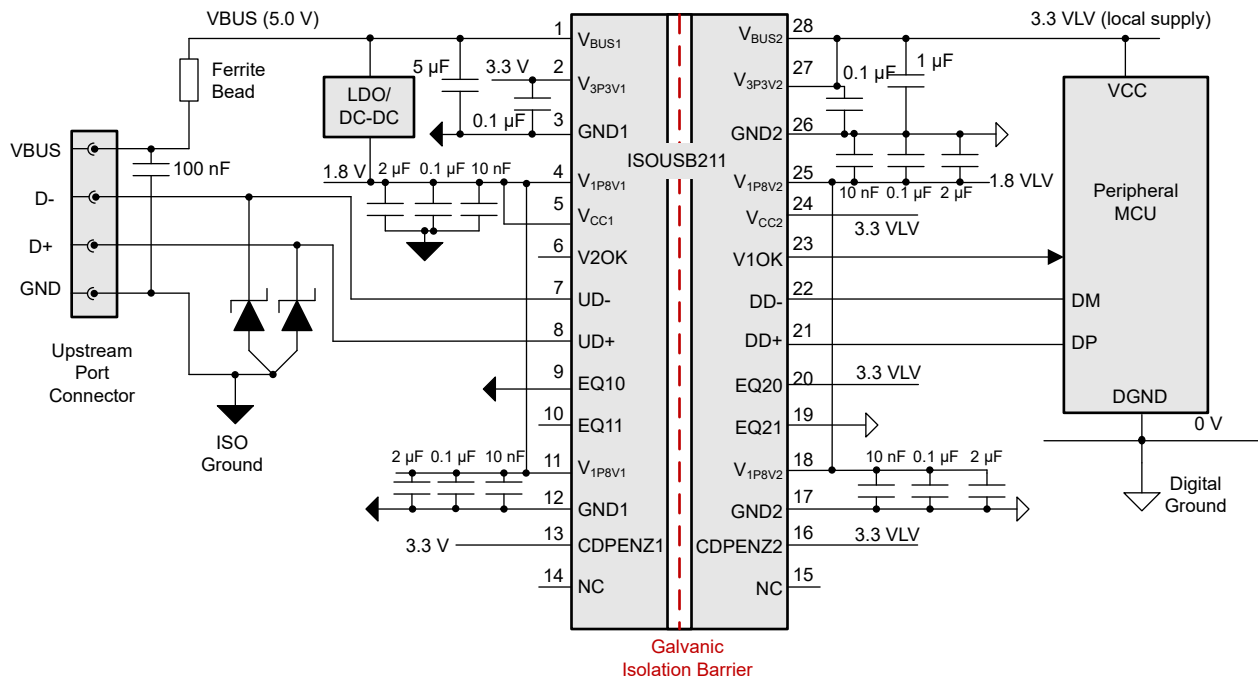 VBUS (5.0 V)
Ferrite
Bead
LDO/
DC-DC
5 µF
3.3 V
0.1 µF
VBUS
D-
D+
GND
100 nF
Upstream
Port
Connector
ISO
Ground
1.8 V
2 µF
0.1 µF
10 nF
2 µF
0.1 µF
10 nF
3.3 V
1
2
3
4
5
6
7
8
9
10
11
12
13
14
VBUS1
V3P3V1
GND1
V1P8V1
VCC1
V2OK
UD-
UD+
EQ10
EQ11
V1P8V1
GND1
CDPENZ1
NC
ISOUSB211
Galvanic
Isolation Barrier
VBUS2
V3P3V2
GND2
V1P8V2
VCC2
V1OK
DD-
DD+
EQ20
EQ21
V1P8V2
GND2
CDPENZ2
NC
28
27
26
25
24
23
22
21
20
19
18
17
16
15
3.3 VLV (local supply)
0.1 µF
1 µF
10 nF
0.1 µF
2 µF
1.8 VLV
3.3 VLV
3.3 VLV
10 nF
0.1 µF
2 µF
3.3 VLV
VCC
Peripheral
MCU
DM
DP
DGND
0 V
Digital
Ground